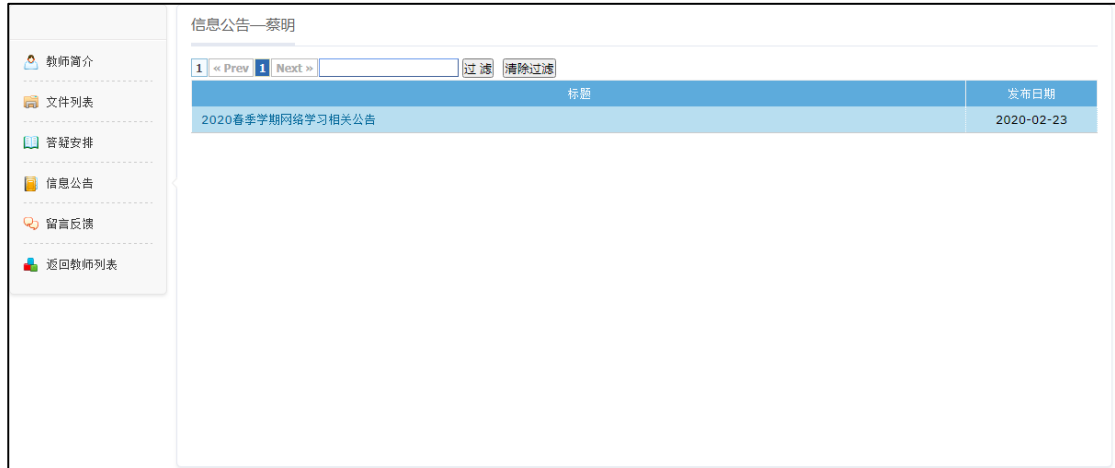 信息公告—蔡明
教师简介
文件列表
答疑安排
信息公告
留言反馈
返回教师列表
1 « Prev 1 Next » 过 滤 清除过滤
标题 发布日期
2020春季学期网络学习相关公告 2020-02-23